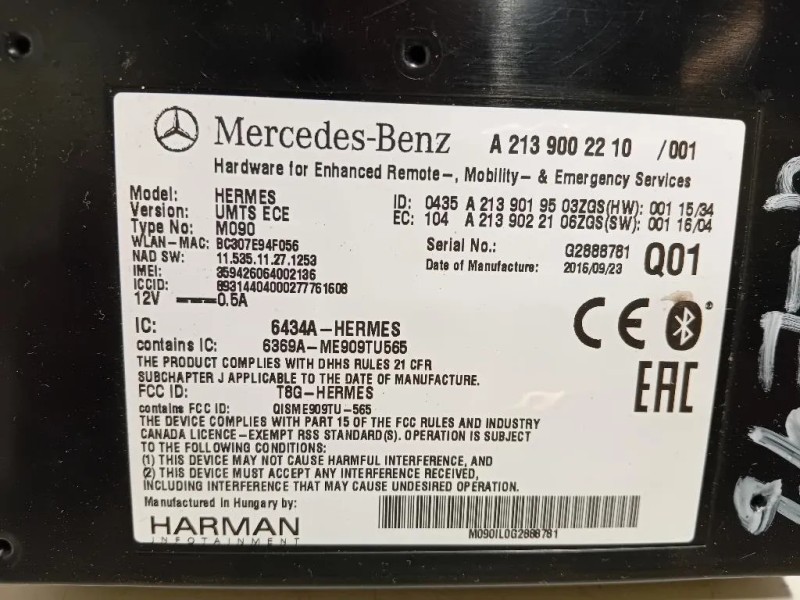 Mercedes-Benz A 213 900 22 10 /001
Hardware for Enhanced Remote-, Mobility- & Emergency Services
Model: HERMES ID: 0435 A 213 901 95 03ZGS(HW): 001 15/34
Version: UMTS ECE EC: 104 A 213 902 21 06ZGS(SW): 001 16/04
Type No: M090
WLAN-MAC: BC307E94F056 Serial No.: G2888781 Q01
NAD SW: 11.535.11.27.1253 Date of Manufacture: 2016/09/23
IMEI: 359426064002136
ICCID: 89314404000277761608
12V 0.5A
CE
IC: 6434A-HERMES
contains IC: 6369A-ME909TU565
EAC
THE PRODUCT COMPLIES WITH DHHS RULES 21 CFR
SUBCHAPTER J APPLICABLE TO THE DATE OF MANUFACTURE.
FCC ID: T8G-HERMES
contains FCC ID: QISME909TU-565
THE DEVICE COMPLIES WITH PART 15 OF THE FCC RULES AND INDUSTRY
CANADA LICENCE-EXEMPT RSS STANDARD(S). OPERATION IS SUBJECT
TO THE FOLLOWING CONDITIONS:
(1) THIS DEVICE MAY NOT CAUSE HARMFUL INTERFERENCE, AND
(2) THIS DEVICE MUST ACCEPT ANY INTERFERENCE RECEIVED,
INCLUDING INTERFERENCE THAT MAY CAUSE UNDESIRED OPERATION.
Manufactured in Hungary by:
HARMAN
INFOTAINMENT
M090IL0G2888781